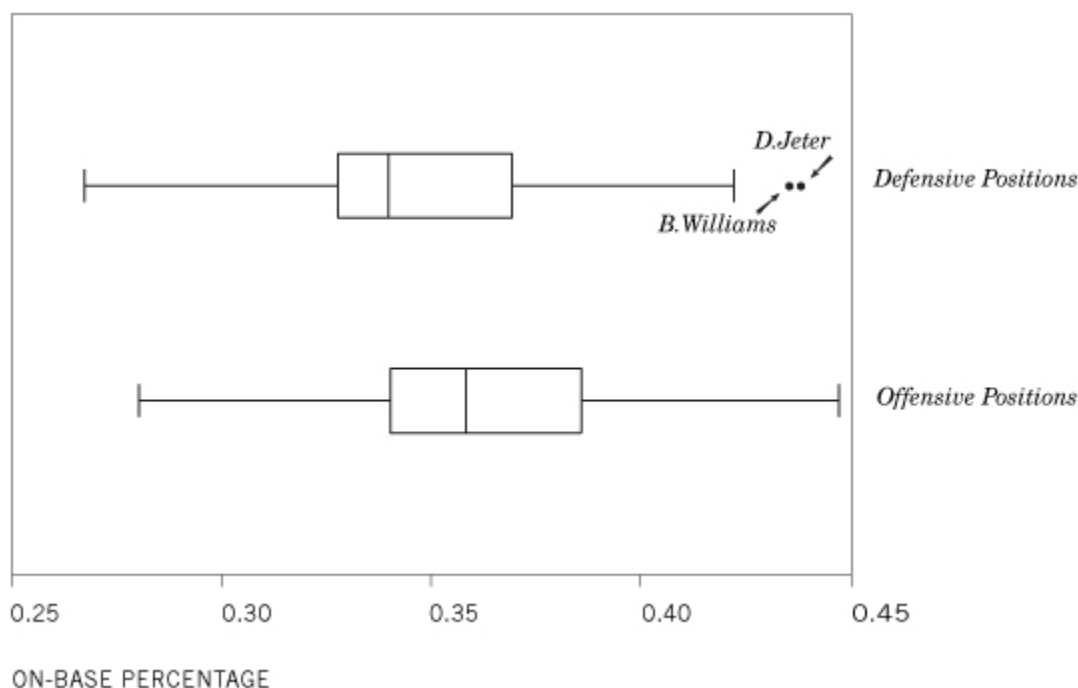 D.Jeter
Defensive Positions
B.Williams
Offensive Positions
0.25 0.30 0.35 0.40 0.45
ON-BASE PERCENTAGE